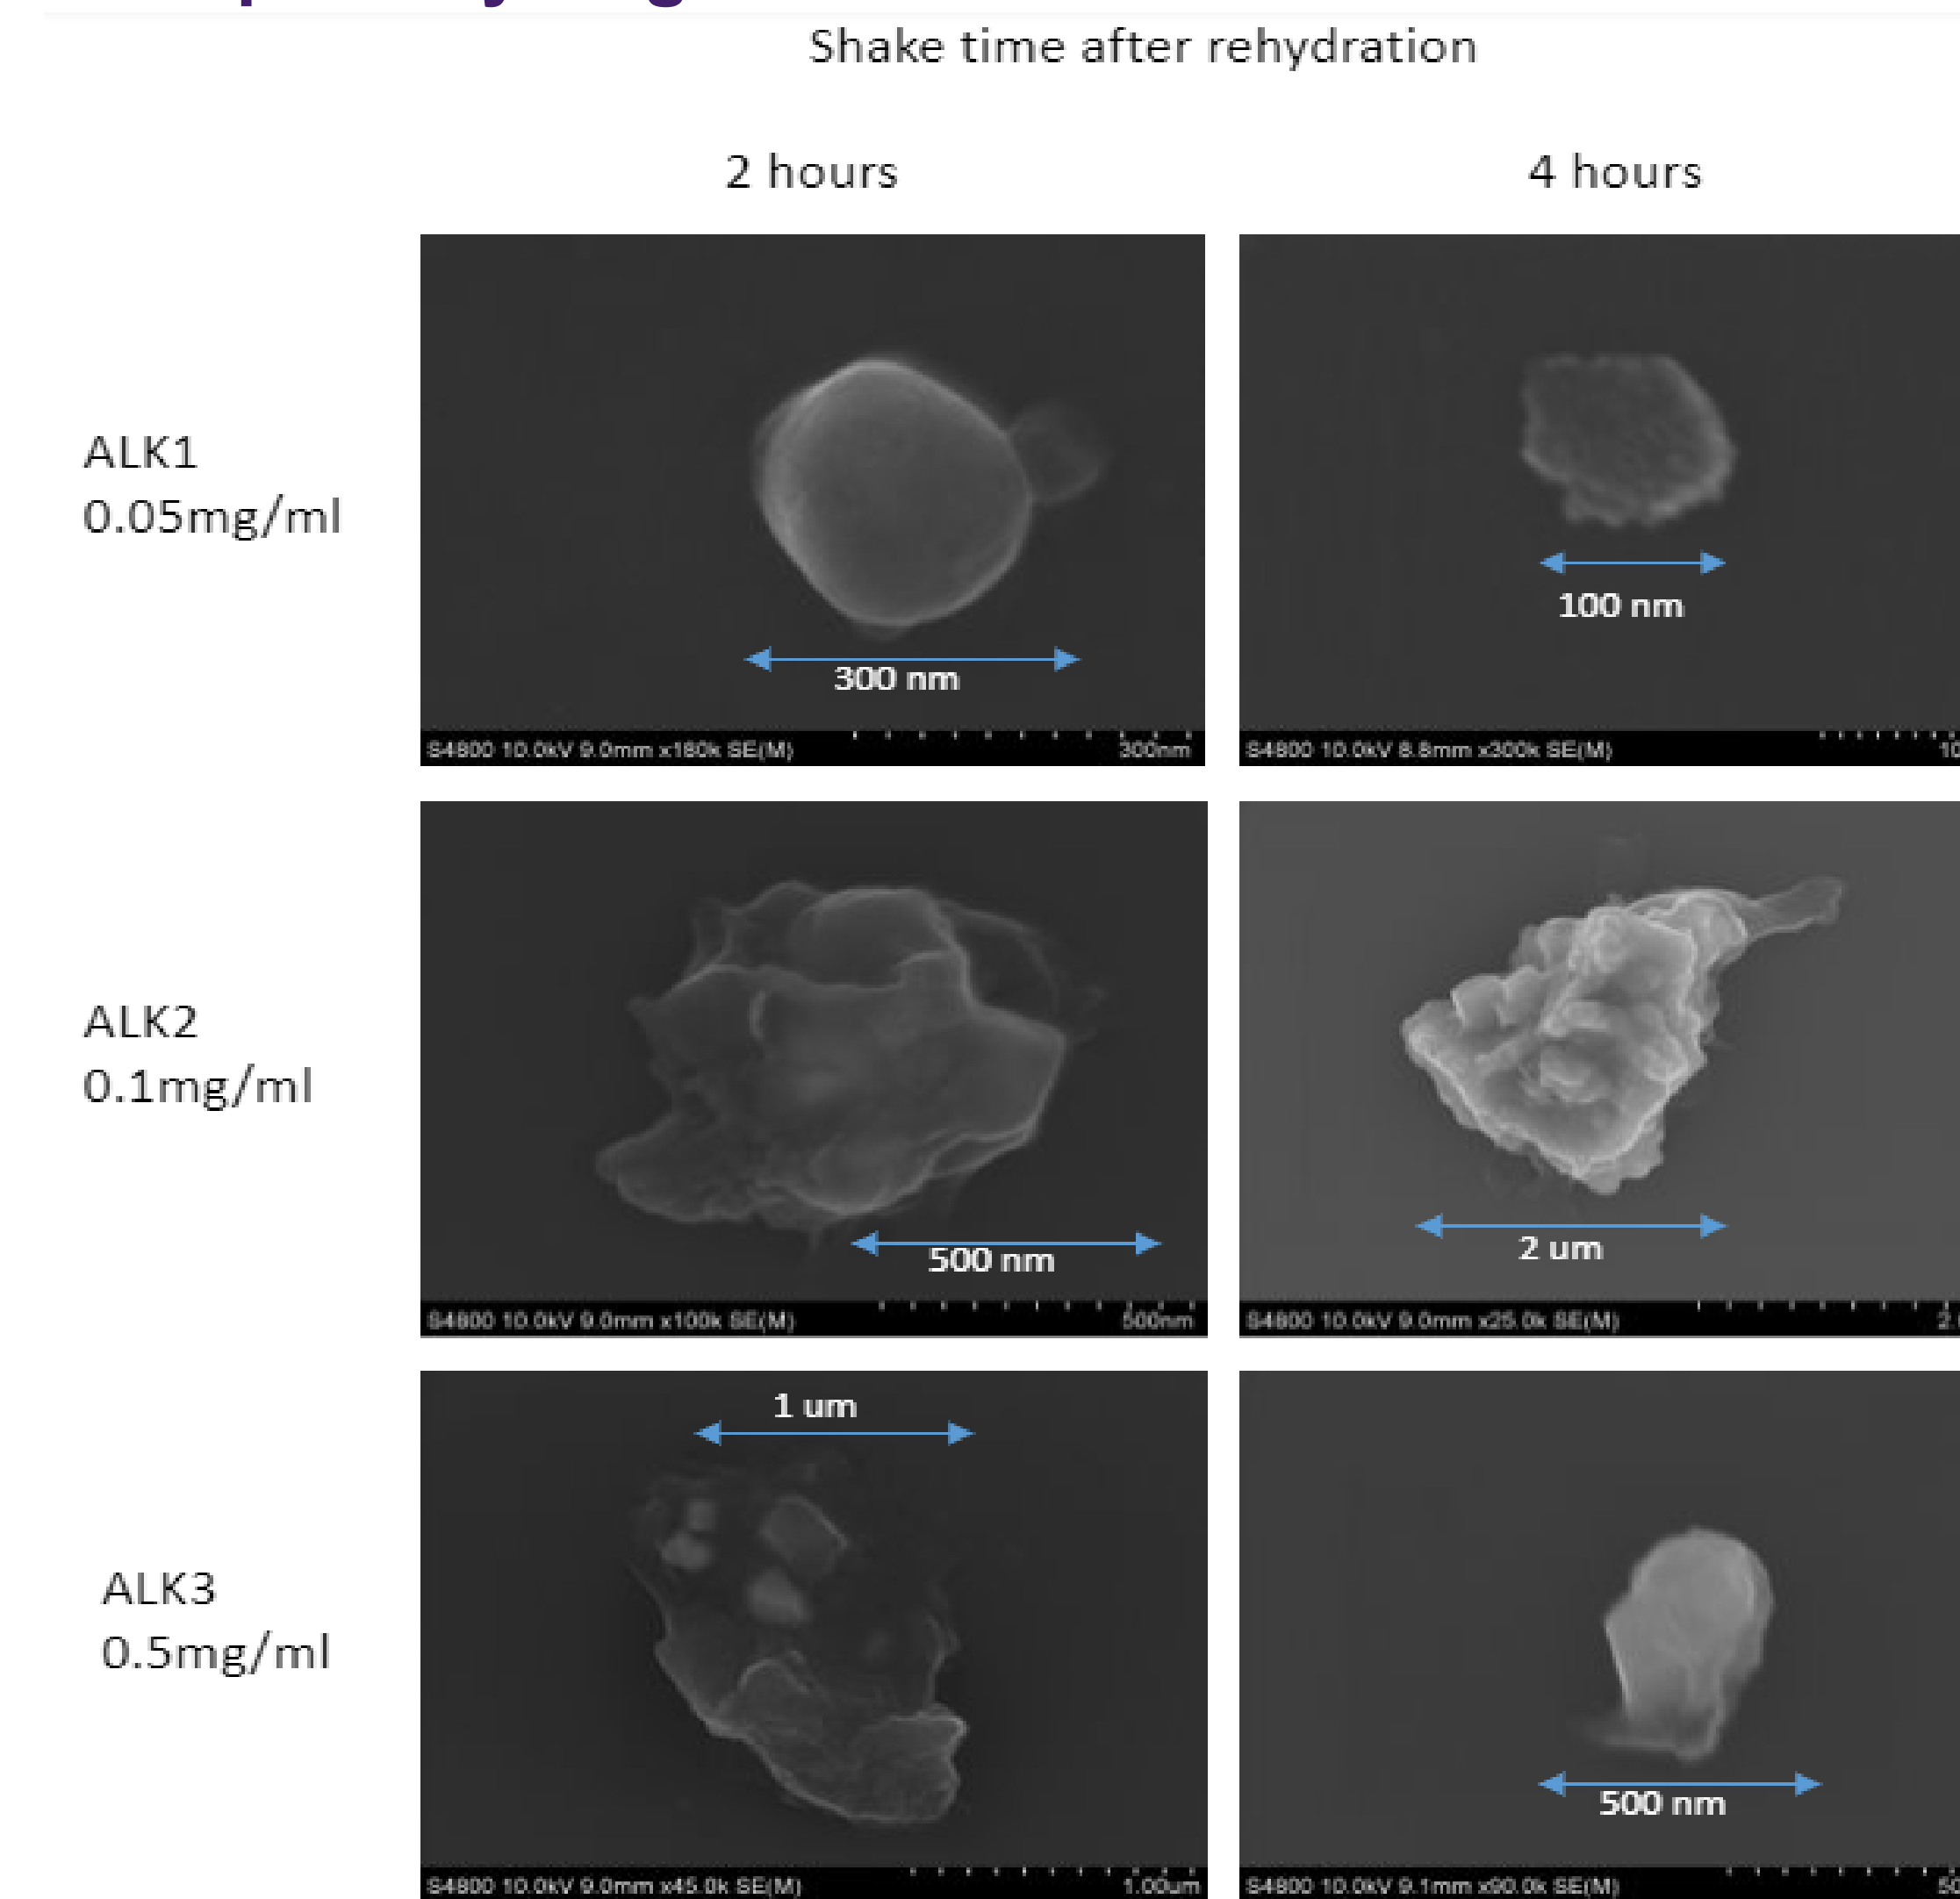 Shake time after rehydration
2 hours
4 hours
ALK1
0.05mg/ml
300 nm
S4800 10.0kV 9.0mm x180k SE(M)
300nm
100 nm
S4800 10.0kV 8.8mm x300k SE(M)
ALK2
0.1mg/ml
500 nm
S4800 10.0kV 9.0mm x100k SE(M)
500nm
2 um
S4800 10.0kV 9.0mm x25.0k SE(M)
ALK3
0.5mg/ml
1 um
S4800 10.0kV 9.0mm x45.0k SE(M)
1.00um
500 nm
S4800 10.0kV 9.1mm x90.0k SE(M)